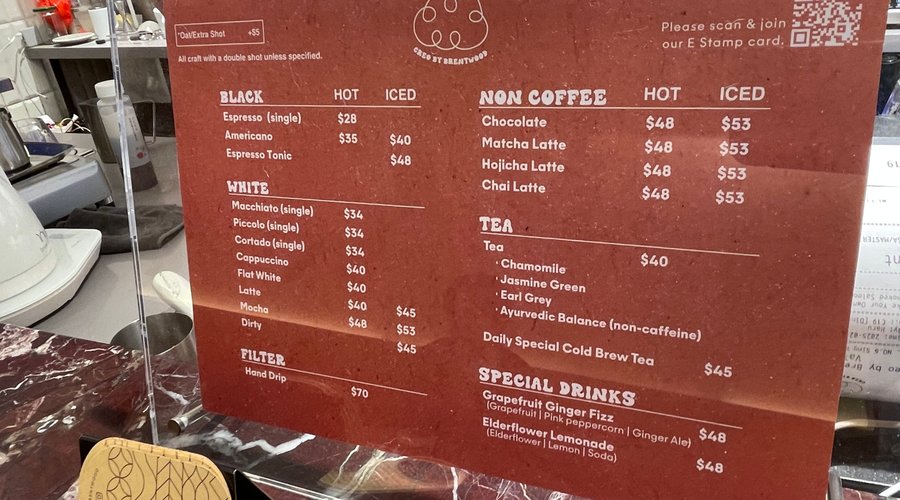 *Oat/Extra Shot +$5
All craft with a double shot unless specified.
CREO BY BRENTWOOD
Please scan & join
our E Stamp card.
BLACK HOT ICED
Espresso (single) $28
Americano $35 $40
Espresso Tonic $48
WHITE
Macchiato (single) $34
Piccolo (single) $34
Cortado (single) $34
Cappuccino $40
Flat White $40
Latte $40 $45
Mocha $48 $53
Dirty $45
FILTER
Hand Drip $70
NON COFFEE HOT ICED
Chocolate $48 $53
Matcha Latte $48 $53
Hojicha Latte $48 $53
Chai Latte $48 $53
TEA
Tea $40
· Chamomile
· Jasmine Green
· Earl Grey
· Ayurvedic Balance (non-caffeine)
Daily Special Cold Brew Tea $45
SPECIAL DRINKS
Grapefruit Ginger Fizz $48
(Grapefruit | Pink peppercorn | Ginger Ale)
Elderflower Lemonade $48
(Elderflower | Lemon | Soda)